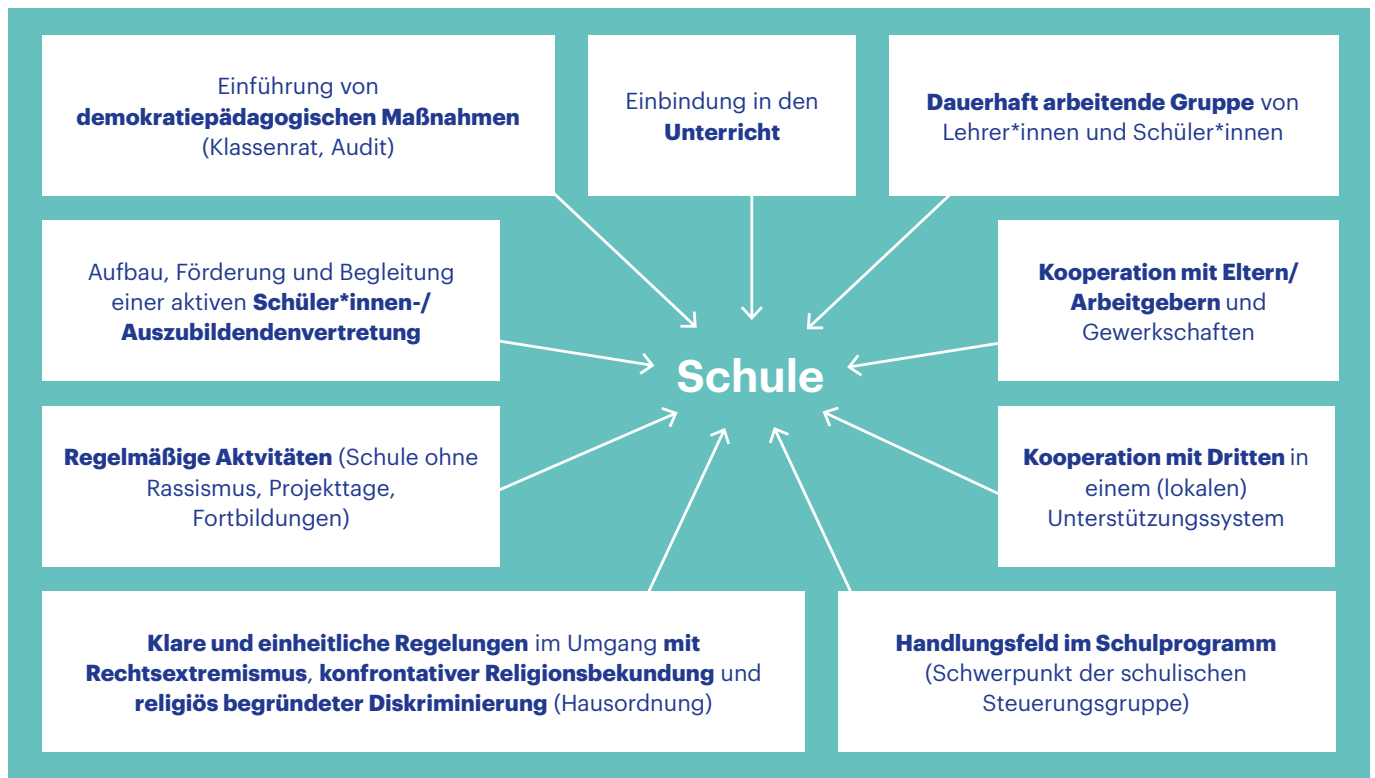 Einführung von
demokratiepädagogischen Maßnahmen
(Klassenrat, Audit)
Einbindung in den
Unterricht
Dauerhaft arbeitende Gruppe von
Lehrer*innen und Schüler*innen
Aufbau, Förderung und Begleitung
einer aktiven Schüler*innen-/
Auszubildendenvertretung
Kooperation mit Eltern/
Arbeitgebern und
Gewerkschaften
Schule
Regelmäßige Aktvitäten (Schule ohne
Rassismus, Projekttage,
Fortbildungen)
Kooperation mit Dritten in
einem (lokalen)
Unterstützungssystem
Klare und einheitliche Regelungen im Umgang mit
Rechtsextremismus, konfrontativer Religionsbekundung und
religiös begründeter Diskriminierung (Hausordnung)
Handlungsfeld im Schulprogramm
(Schwerpunkt der schulischen
Steuerungsgruppe)